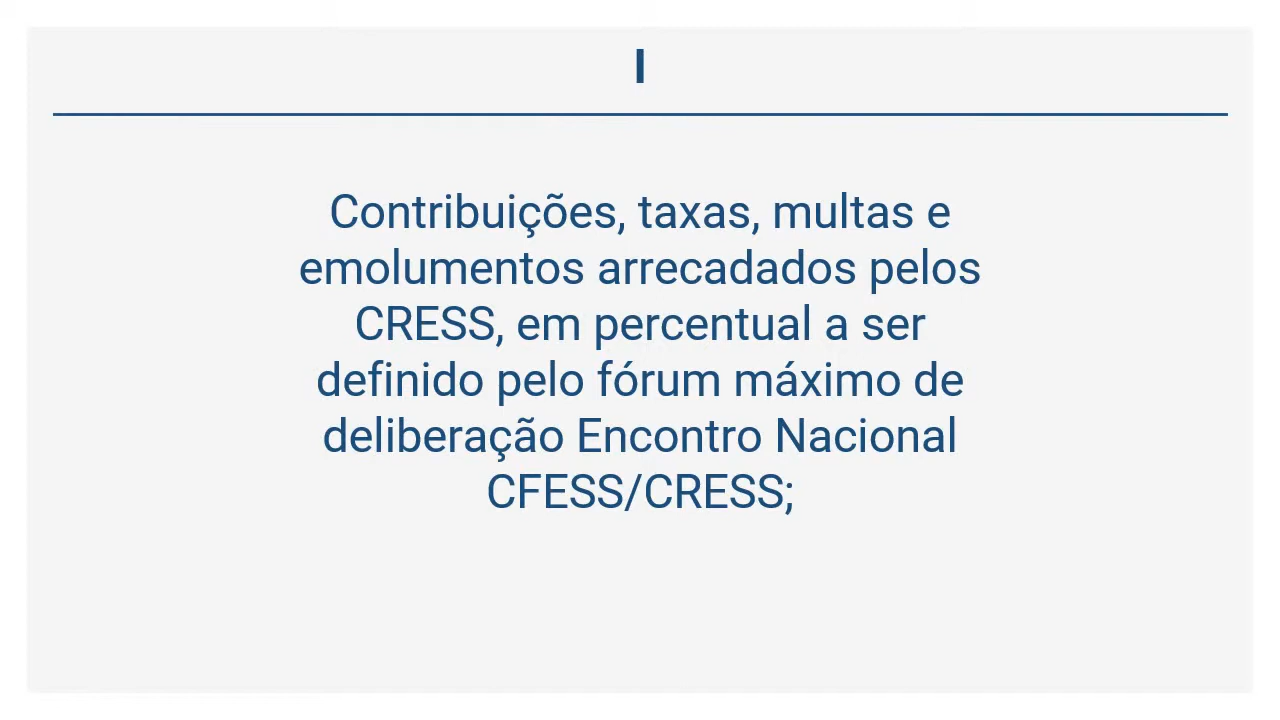 I
Contribuições, taxas, multas e
emolumentos arrecadados pelos
CRESS, em percentual a ser
definido pelo fórum máximo de
deliberação Encontro Nacional
CFESS/CRESS;